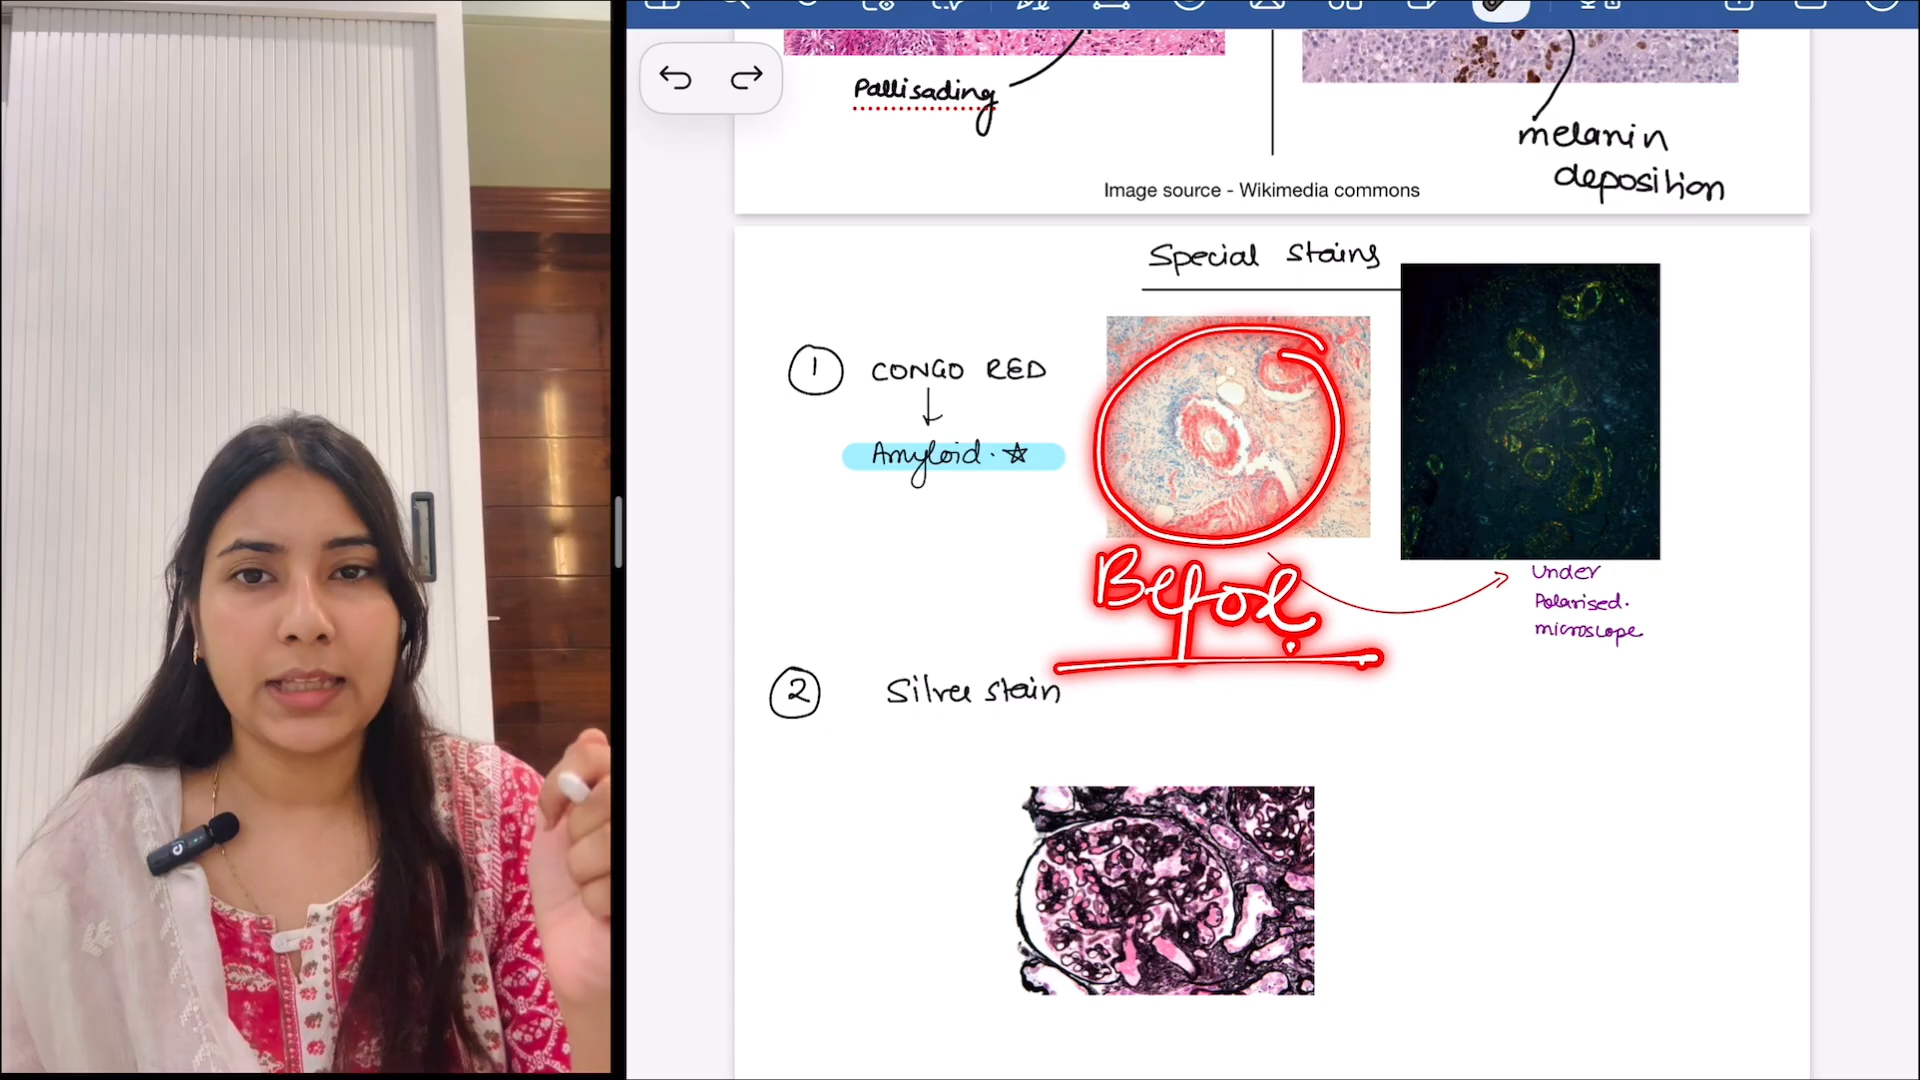 Pallisading
melanin
deposition
Image source - Wikimedia commons
Special Stains
1 CONGO RED
Amyloid.
Before
Under
Polarised.
microscope
2 Silver stain